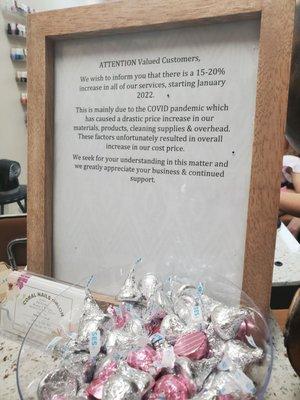 ATTENTION Valued Customers,
We wish to inform you that there is a 15-20%
increase in all of our services, starting January
2022.
This is mainly due to the COVID pandemic which
has caused a drastic price increase in our
materials, products, cleaning supplies & overhead.
These factors unfortunately resulted in overall
increase in our cost price.
We seek for your understanding in this matter and
we greatly appreciate your business & continued
support.
CORAL NAILS SALON